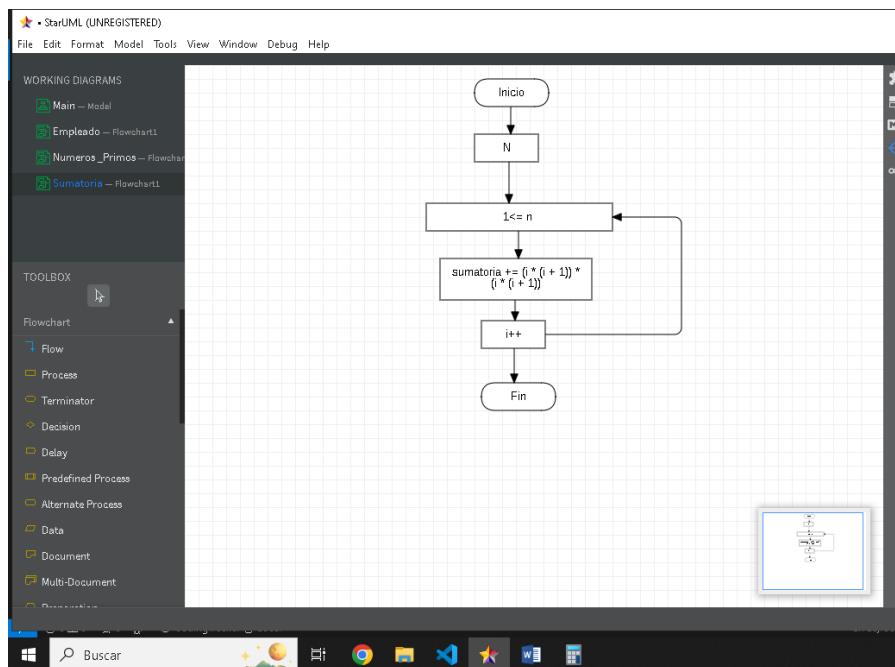 • StarUML (UNREGISTERED)
File Edit Format Model Tools View Window Debug Help
WORKING DIAGRAMS
Main — Model
Empleado — Flowchart1
Numeros _Primos — Flowchar
Sumatoria — Flowchart1
TOOLBOX
Flowchart
Flow
Process
Terminator
Decision
Delay
Predefined Process
Alternate Process
Data
Document
Multi-Document
Inicio
N
1<= n
sumatoria += (i * (i + 1)) *
(i * (i + 1))
i++
Fin
Buscar